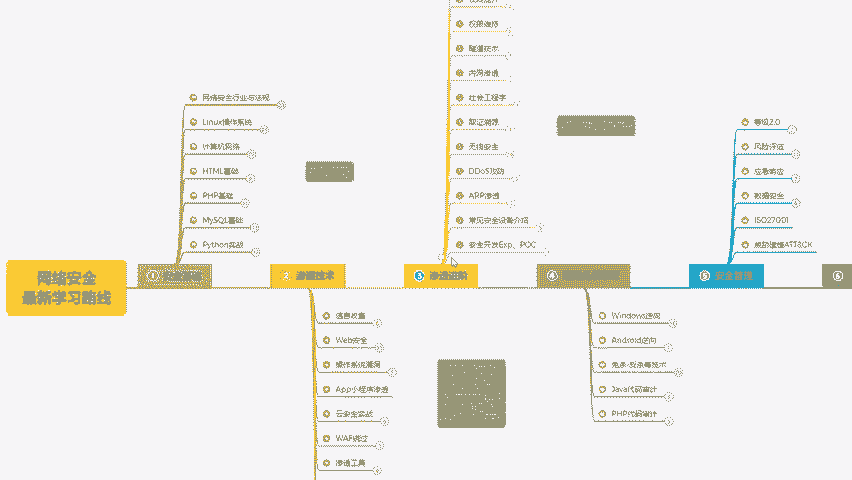 网络安全
最新学习路线
①
网络安全行业与法规
Linux操作系统
计算机网络
HTML基础
PHP基础
MySQL基础
Python实战
② 渗透技术
信息收集
Web安全
操作系统漏洞
App小程序渗透
云安全实战
WAF绕过
渗透工具
③ 渗透进阶
权限维持
隧道技术
内网渗透
社会工程学
取证溯源
无线安全
DDoS攻防
ARP渗透
常见安全设备介绍
安全开发Exp、POC
④
Windows逆向
Android逆向
免杀·反杀毒技术
Java代码审计
PHP代码审计
⑤ 安全管理
等保2.0
风险评估
应急响应
数据安全
ISO27001
威胁建模ATT&CK
⑥